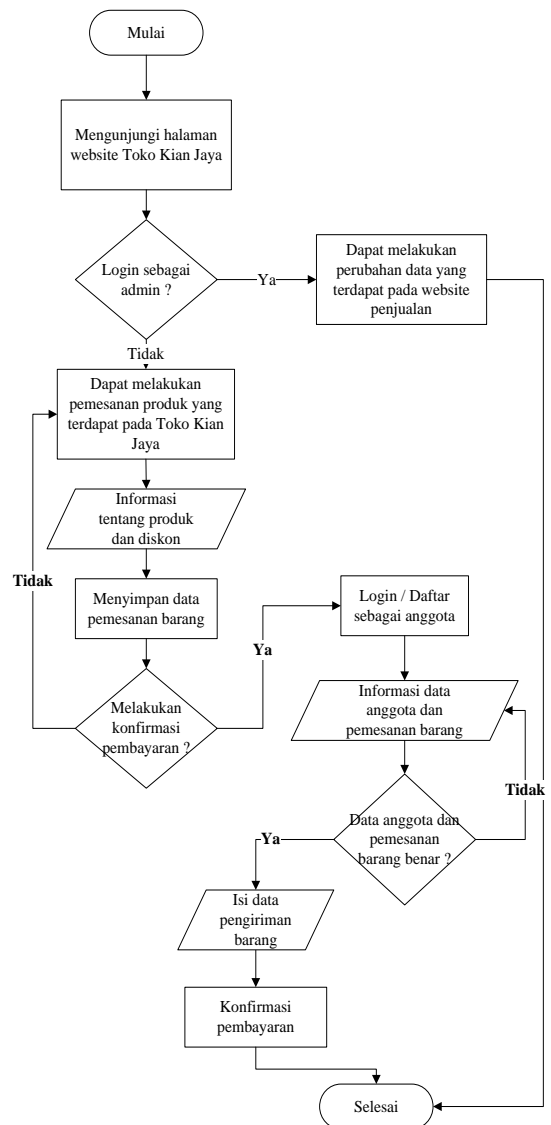 Mulai
Mengunjungi halaman
website Toko Kian Jaya
Login sebagai
admin ?
Ya
Dapat melakukan
perubahan data yang
terdapat pada website
penjualan
Tidak
Dapat melakukan
pemesanan produk yang
terdapat pada Toko Kian
Jaya
Informasi
tentang produk
dan diskon
Tidak
Menyimpan data
pemesanan barang
Login / Daftar
sebagai anggota
Ya
Melakukan
konfirmasi
pembayaran ?
Informasi data
anggota dan
pemesanan barang
Tidak
Data anggota dan
pemesanan
barang benar ?
Ya
Isi data
pengiriman
barang
Konfirmasi
pembayaran
Selesai